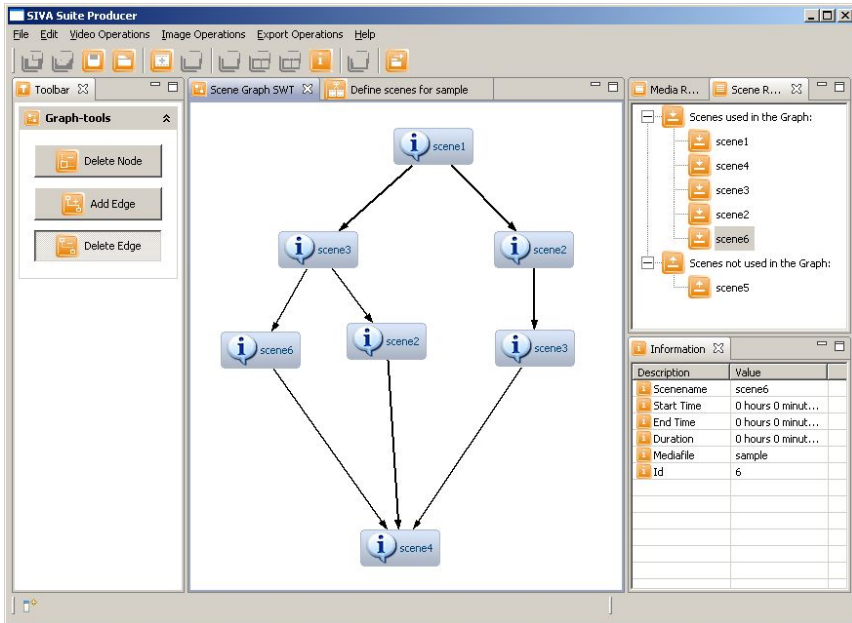 SIVA Suite Producer
File Edit Video Operations Image Operations Export Operations Help
Toolbar
Graph-tools
Delete Node
Add Edge
Delete Edge
Scene Graph SWT
Define scenes for sample
scene1
scene3
scene2
scene6
scene2
scene3
scene4
Media R...
Scene R...
Scenes used in the Graph:
scene1
scene4
scene3
scene2
scene6
Scenes not used in the Graph:
scene5
Information
Description Value
Scenename scene6
Start Time 0 hours 0 minut...
End Time 0 hours 0 minut...
Duration 0 hours 0 minut...
Mediafile sample
Id 6